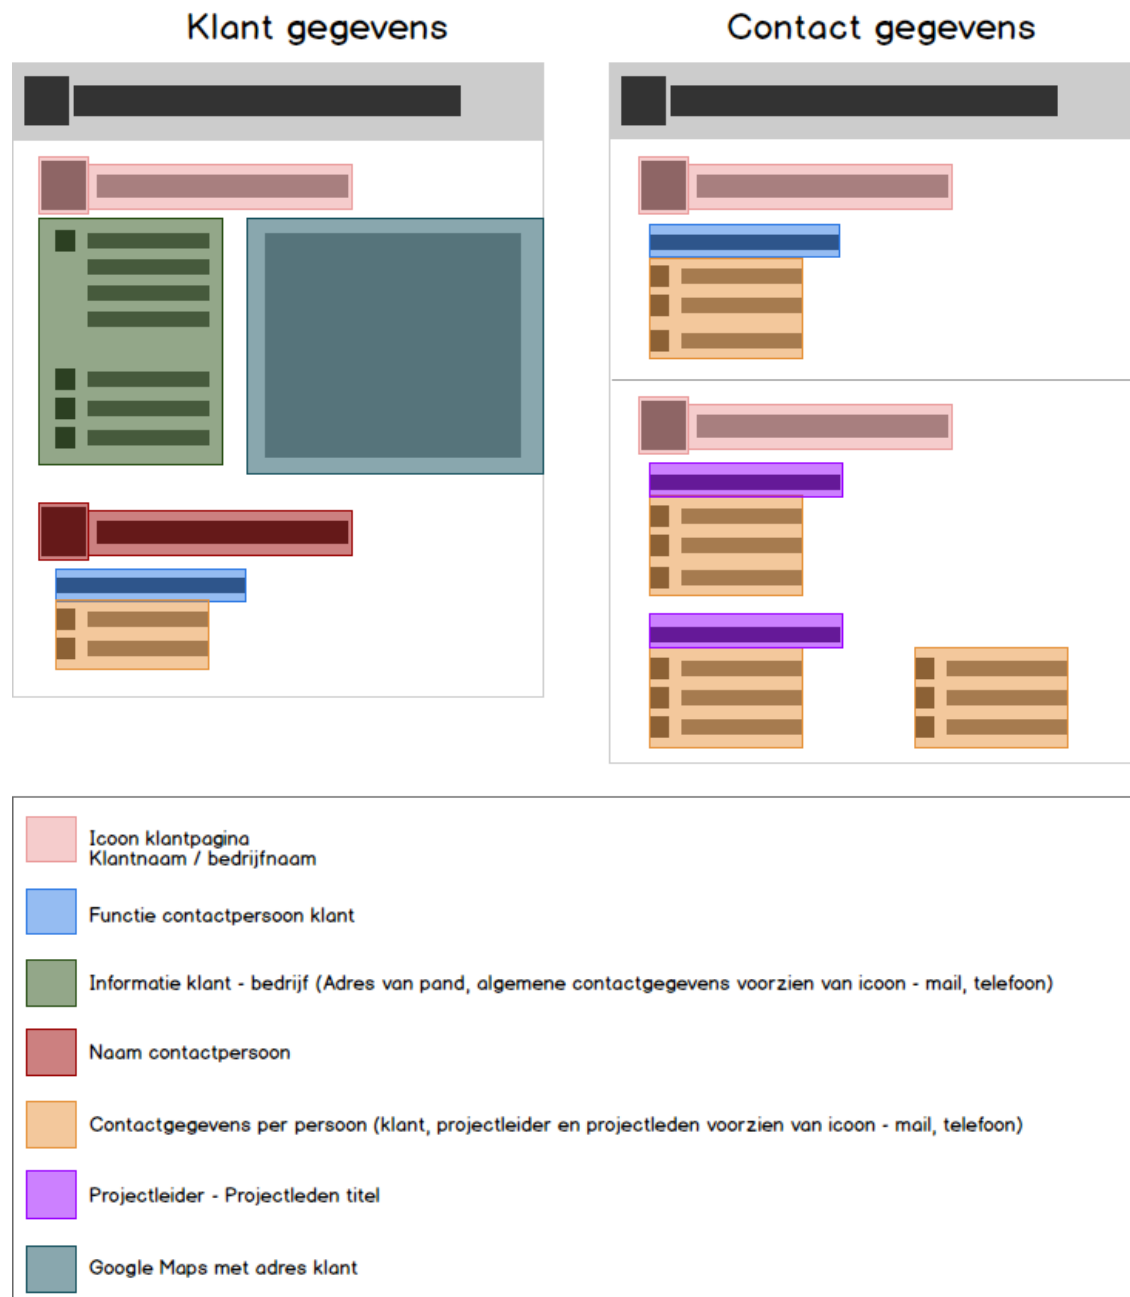 Klant gegevens
Contact gegevens
Icoon klantpagina
Klantnaam / bedrijfnaam
Functie contactpersoon klant
Informatie klant - bedrijf (Adres van pand, algemene contactgegevens voorzien van icoon - mail, telefoon)
Naam contactpersoon
Contactgegevens per persoon (klant, projectleider en projectleden voorzien van icoon - mail, telefoon)
Projectleider - Projectleden titel
Google Maps met adres klant